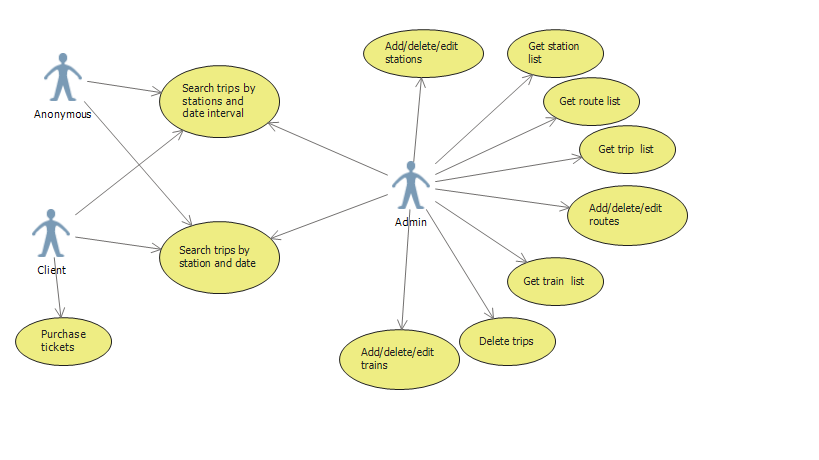 Anonymous
Search trips by
stations and
date interval
Client
Search trips by
station and date
Purchase
tickets
Add/delete/edit
stations
Get station
list
Get route list
Get trip list
Admin
Add/delete/edit
routes
Get train list
Delete trips
Add/delete/edit
trains